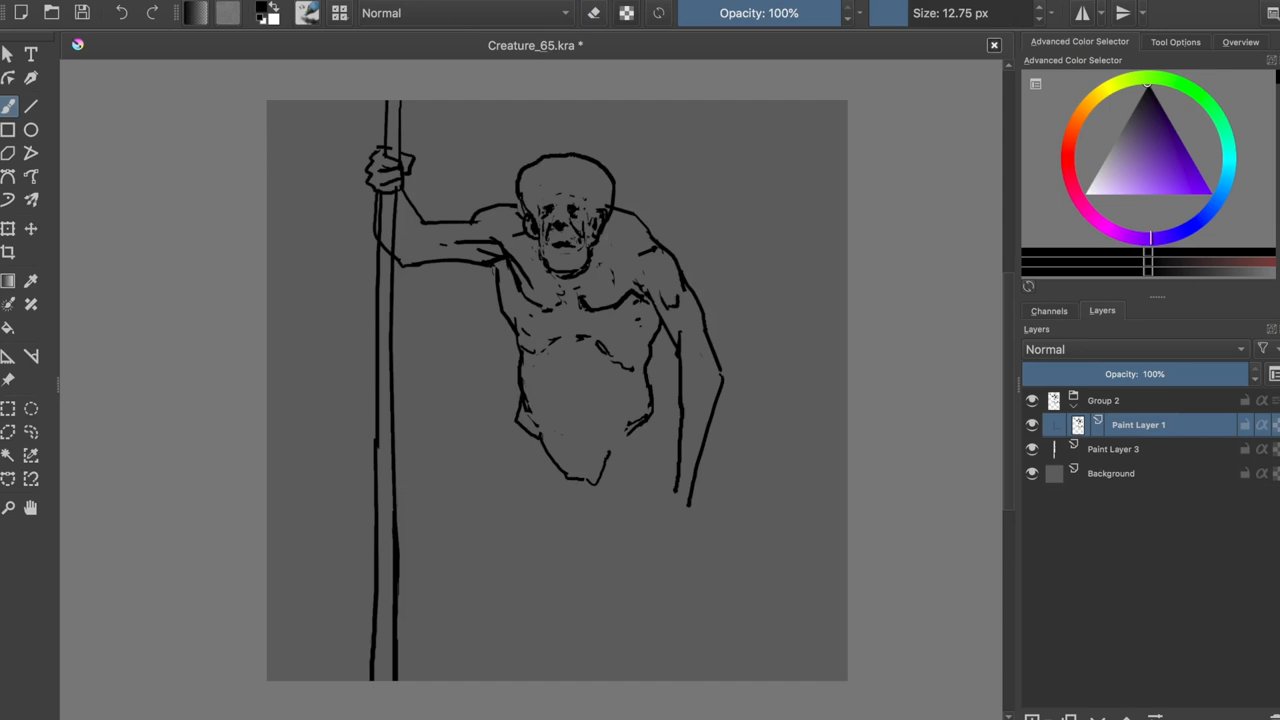 Normal
Opacity: 100%
Size: 12.75 px
Creature_65.kra *
Advanced Color Selector
Tool Options
Overview
Advanced Color Selector
Channels
Layers
Layers
Normal
Opacity: 100%
Group 2
Paint Layer 1
Paint Layer 3
Background